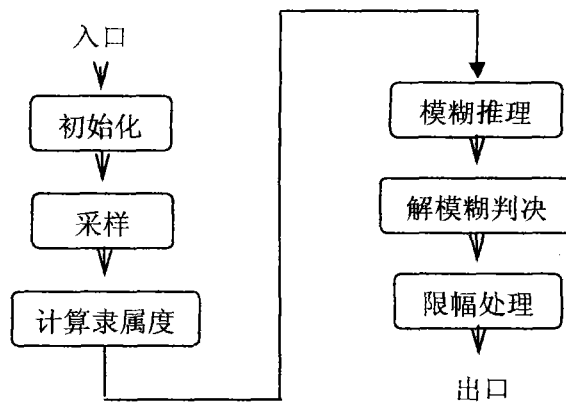 入口
初始化
采样
计算隶属度
模糊推理
解模糊判决
限幅处理
出口